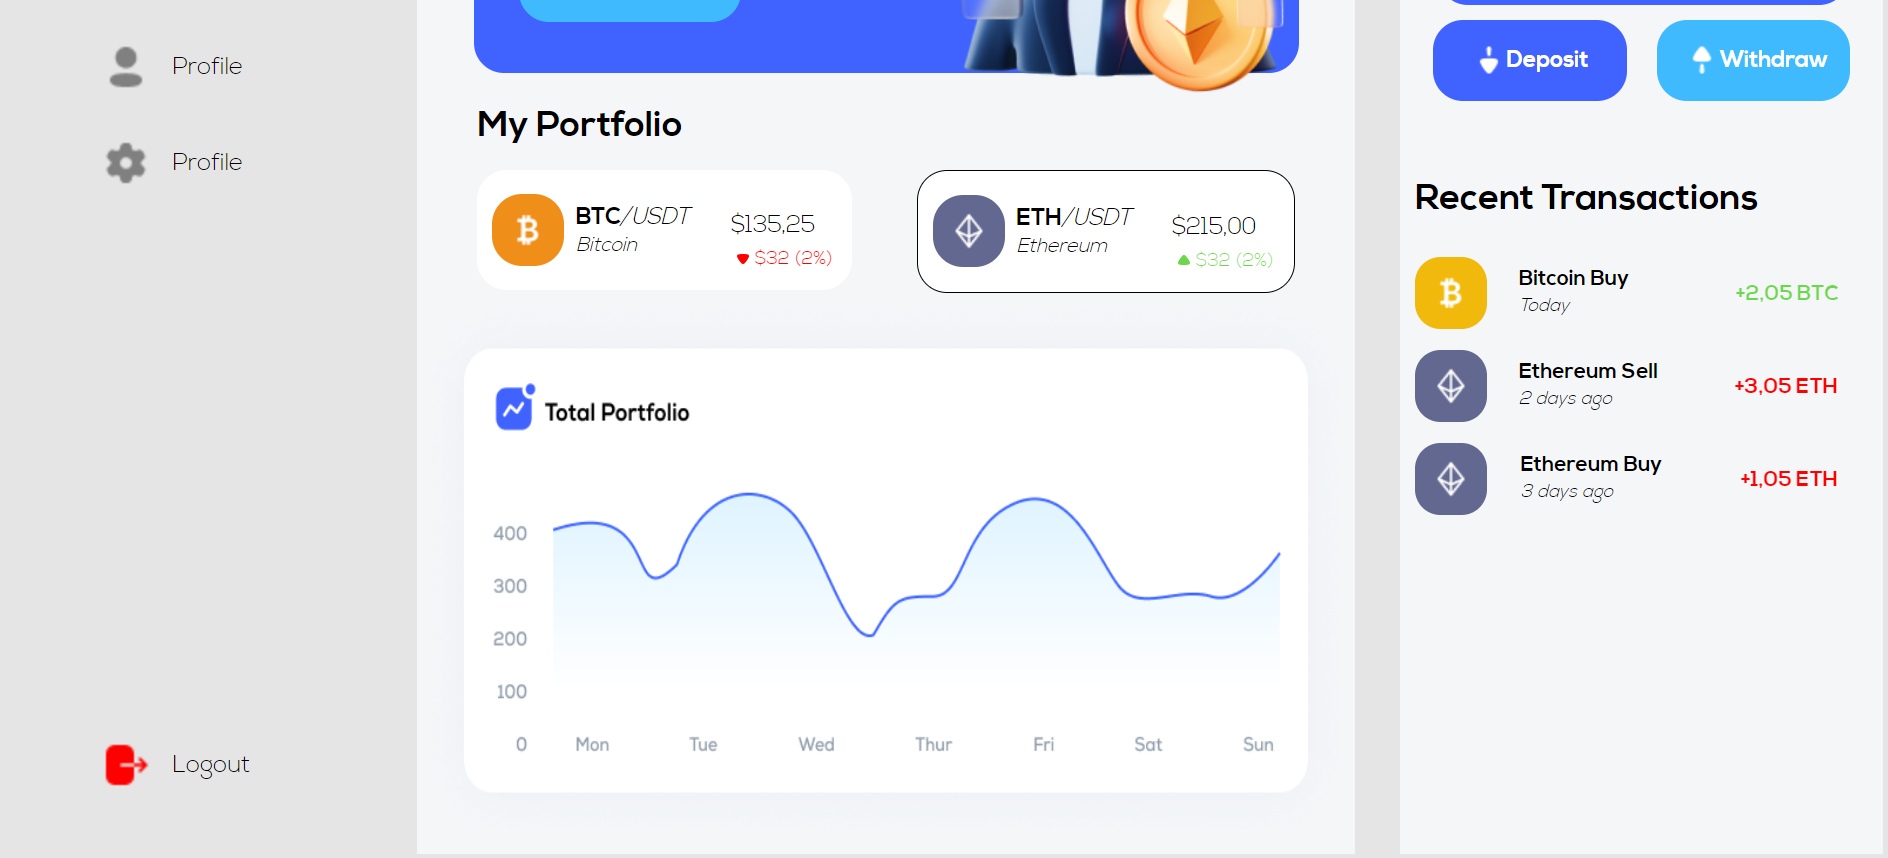 Profile
Profile
Logout
My Portfolio
BTC/USDT
Bitcoin
$135,25
$32 (2%)
ETH/USDT
Ethereum
$215,00
$32 (2%)
Total Portfolio
400
300
200
100
0 Mon Tue Wed Thur Fri Sat Sun
Deposit
Withdraw
Recent Transactions
Bitcoin Buy
Today
+2,05 BTC
Ethereum Sell
2 days ago
+3,05 ETH
Ethereum Buy
3 days ago
+1,05 ETH